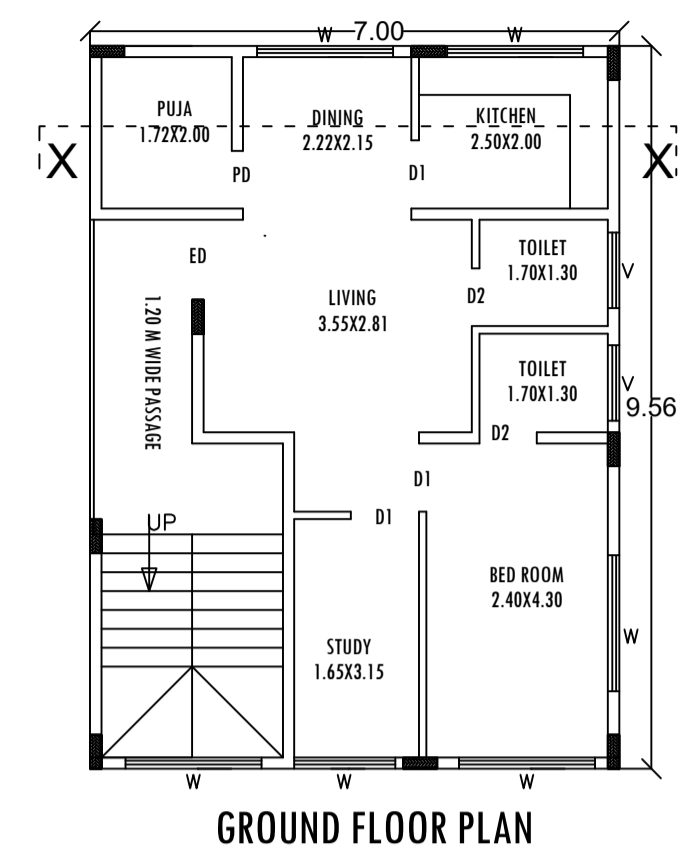 W
7.00
W
PUJA
1.72X2.00
DINING
2.22X2.15
KITCHEN
2.50X2.00
X
X
PD
D1
ED
TOILET
1.70X1.30
V
D2
LIVING
3.55X2.81
1.20 M WIDE PASSAGE
TOILET
1.70X1.30
V
9.56
D2
D1
D1
UP
BED ROOM
2.40X4.30
W
STUDY
1.65X3.15
W
W
W
GROUND FLOOR PLAN